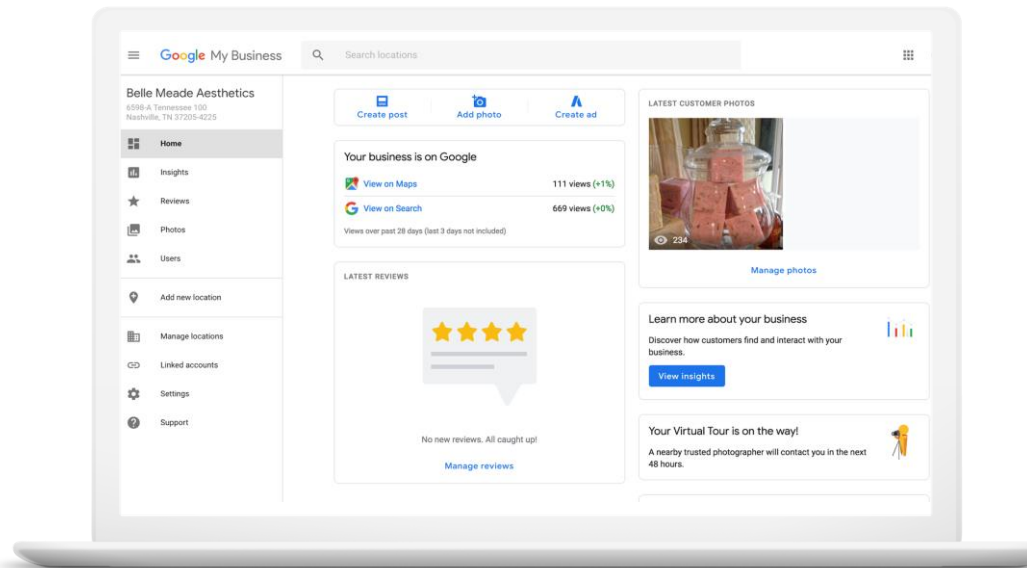 Google My Business
Search locations
Belle Meade Aesthetics
6598-A Tennessee 100
Nashville, TN 37205-4225
Home
Insights
Reviews
Photos
Users
Add new location
Manage locations
Linked accounts
Settings
Support
Create post
Add photo
Create ad
Your business is on Google
View on Maps 111 views (+1%)
View on Search 669 views (+0%)
Views over past 28 days (last 3 days not included)
LATEST REVIEWS
No new reviews. All caught up!
Manage reviews
LATEST CUSTOMER PHOTOS
234
Manage photos
Learn more about your business
Discover how customers find and interact with your
business.
View insights
Your Virtual Tour is on the way!
A nearby trusted photographer will contact you in the next
48 hours.